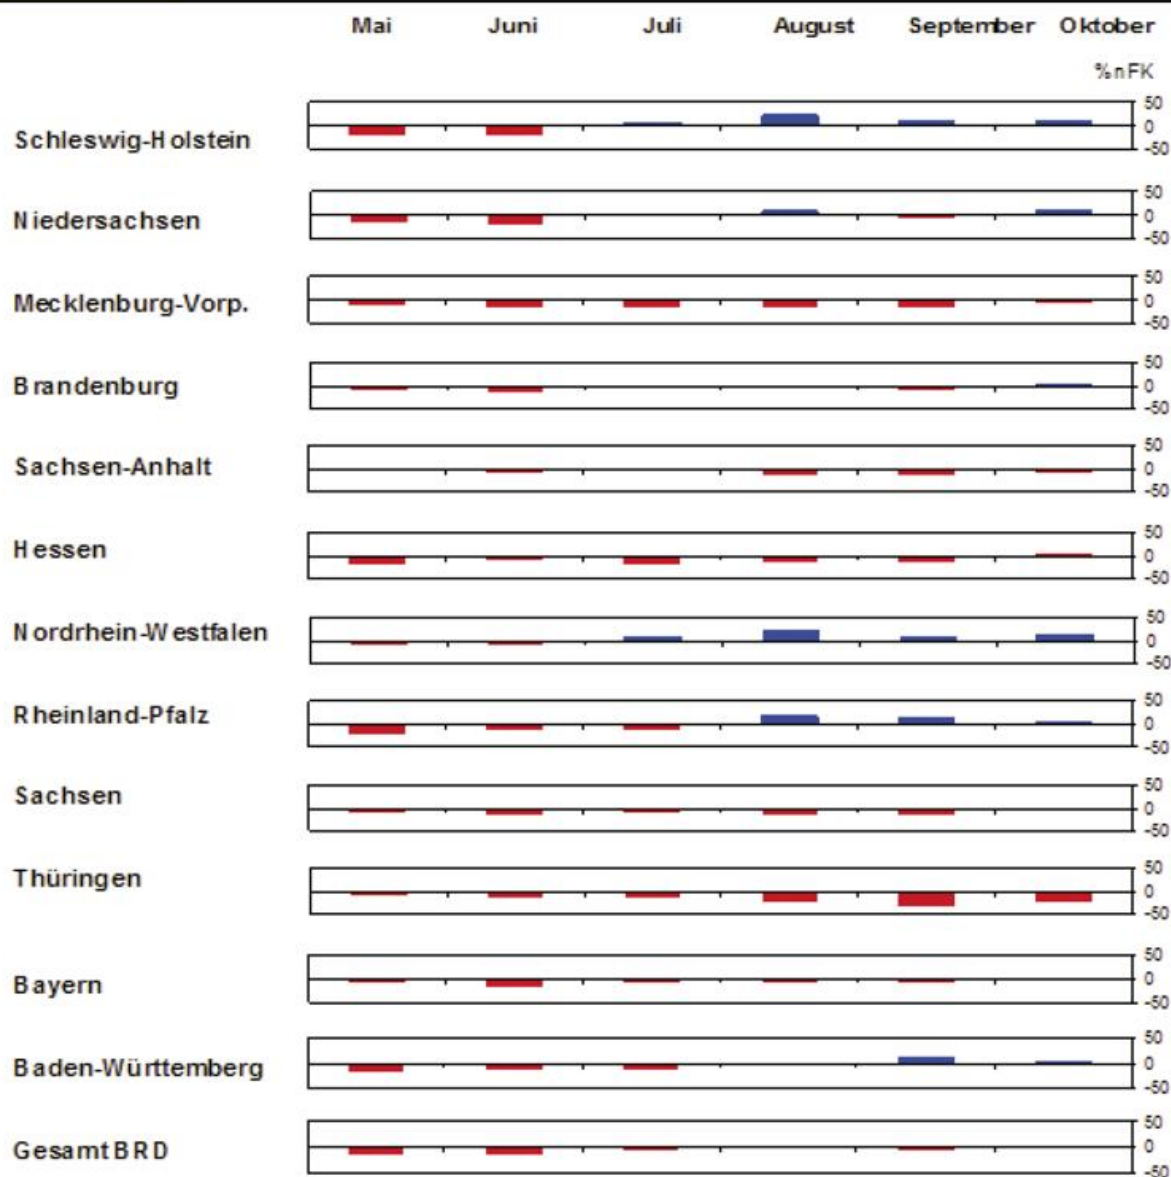 Mai Juni Juli August September Oktober
%nFK
Schleswig-Holstein 50
0
-50
Niedersachsen 50
0
-50
Mecklenburg-Vorp. 50
0
-50
Brandenburg 50
0
-50
Sachsen-Anhalt 50
0
-50
Hessen 50
0
-50
Nordrhein-Westfalen 50
0
-50
Rheinland-Pfalz 50
0
-50
Sachsen 50
0
-50
Thüringen 50
0
-50
Bayern 50
0
-50
Baden-Württemberg 50
0
-50
Gesamt BRD 50
0
-50